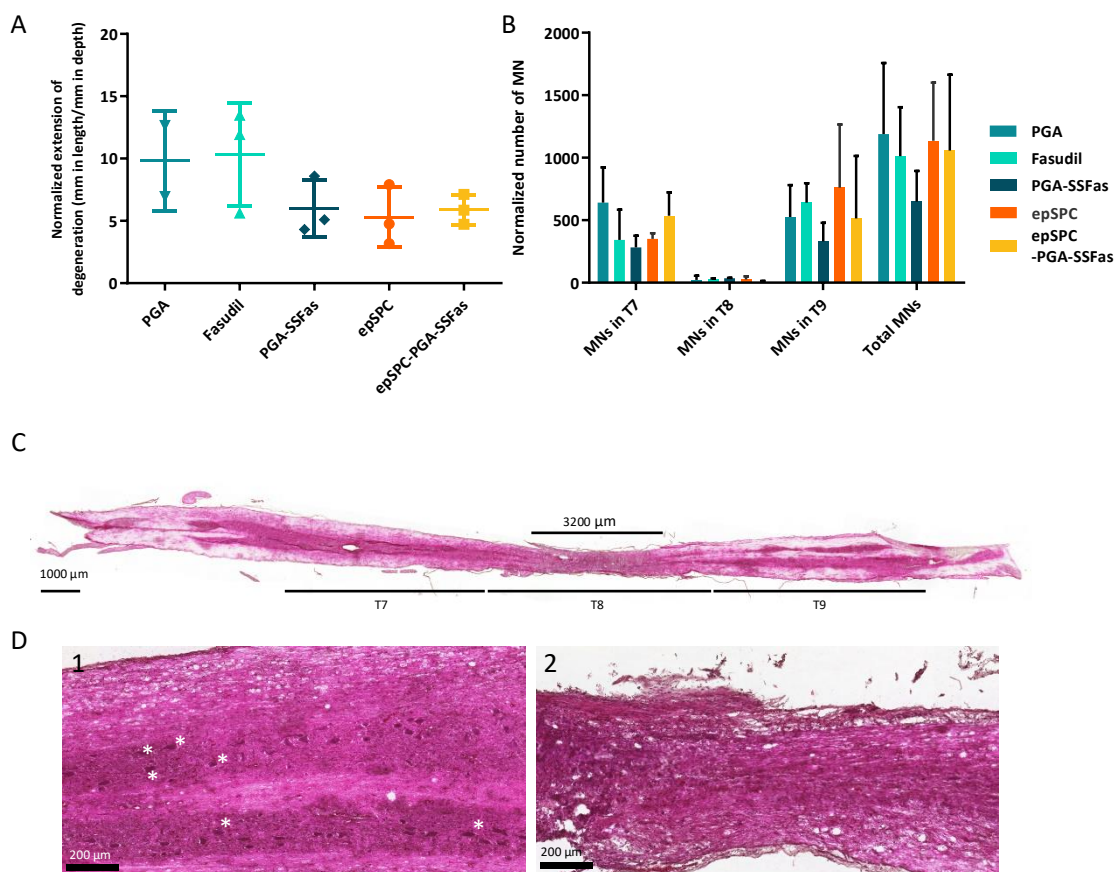 A
Normalized extension of
degeneration (mm in length/mm in depth)
20
15
10
5
0
PGA
Fasudil
PGA-SSFas
epSPC
epSPC-PGA-SSFas
B
Normalized number of MN
2000
1500
1000
500
0
MNs in T7
MNs in T8
MNs in T9
Total MNs
PGA
Fasudil
PGA-SSFas
epSPC
epSPC
-PGA-SSFas
C
3200 µm
1000 µm
T7
T8
T9
D
1
* *
* *
* *
200 µm
2
200 µm